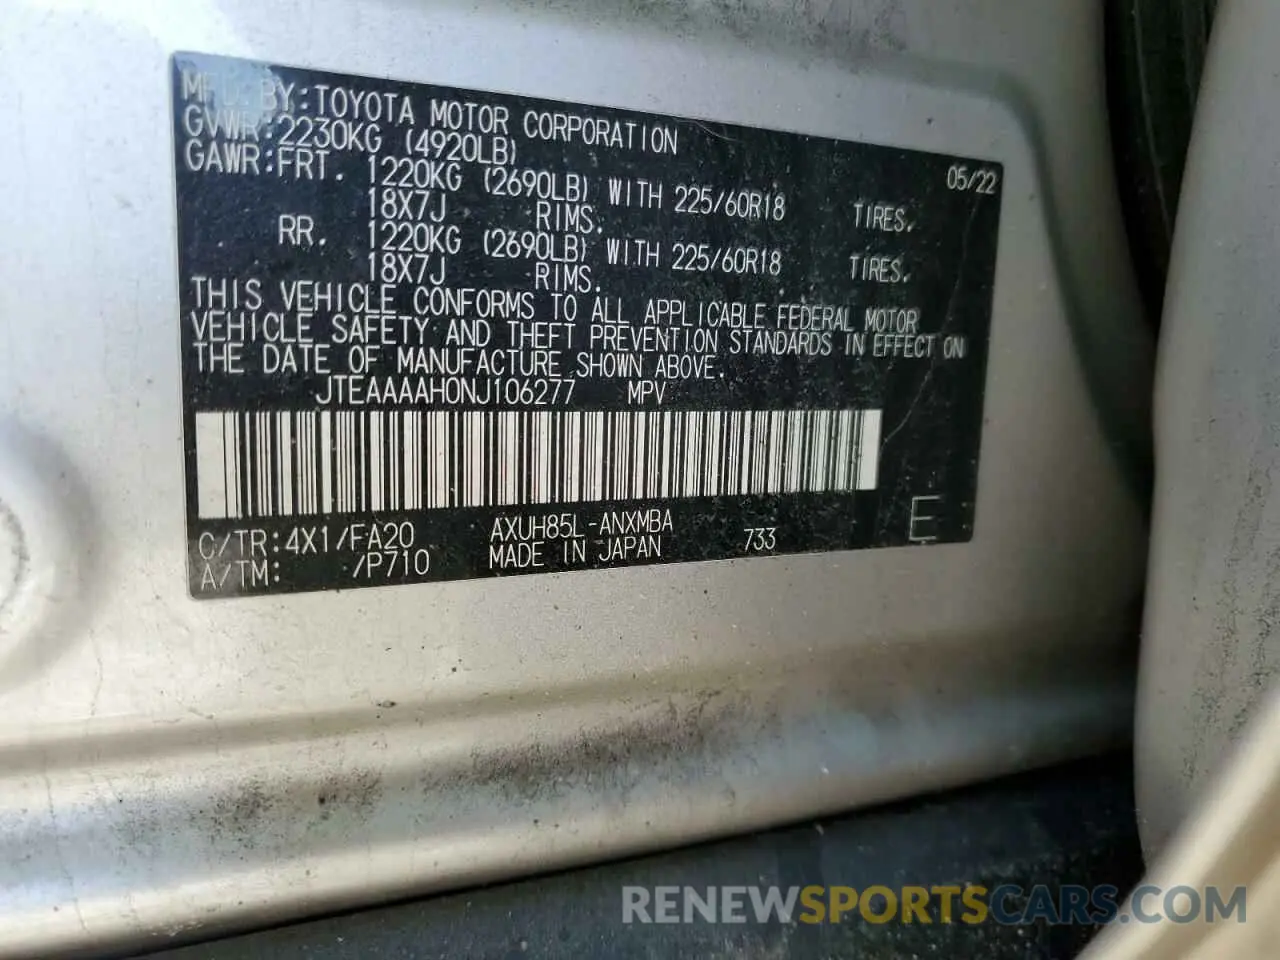 MFD. BY:TOYOTA MOTOR CORPORATION 05/22
GVWR:2230KG (4920LB)
GAWR:FRT. 1220KG (2690LB) WITH 225/60R18 TIRES,
18X7J RIMS.
RR. 1220KG (2690LB) WITH 225/60R18 TIRES,
18X7J RIMS.
THIS VEHICLE CONFORMS TO ALL APPLICABLE FEDERAL MOTOR
VEHICLE SAFETY AND THEFT PREVENTION STANDARDS IN EFFECT ON
THE DATE OF MANUFACTURE SHOWN ABOVE.
JTEAAAAH0NJ106277 MPV
C/TR:4X1/FA20 AXUH85L-ANXMBA 733 E
A/TM: /P710 MADE IN JAPAN
RENEWSPORTSCARS.COM